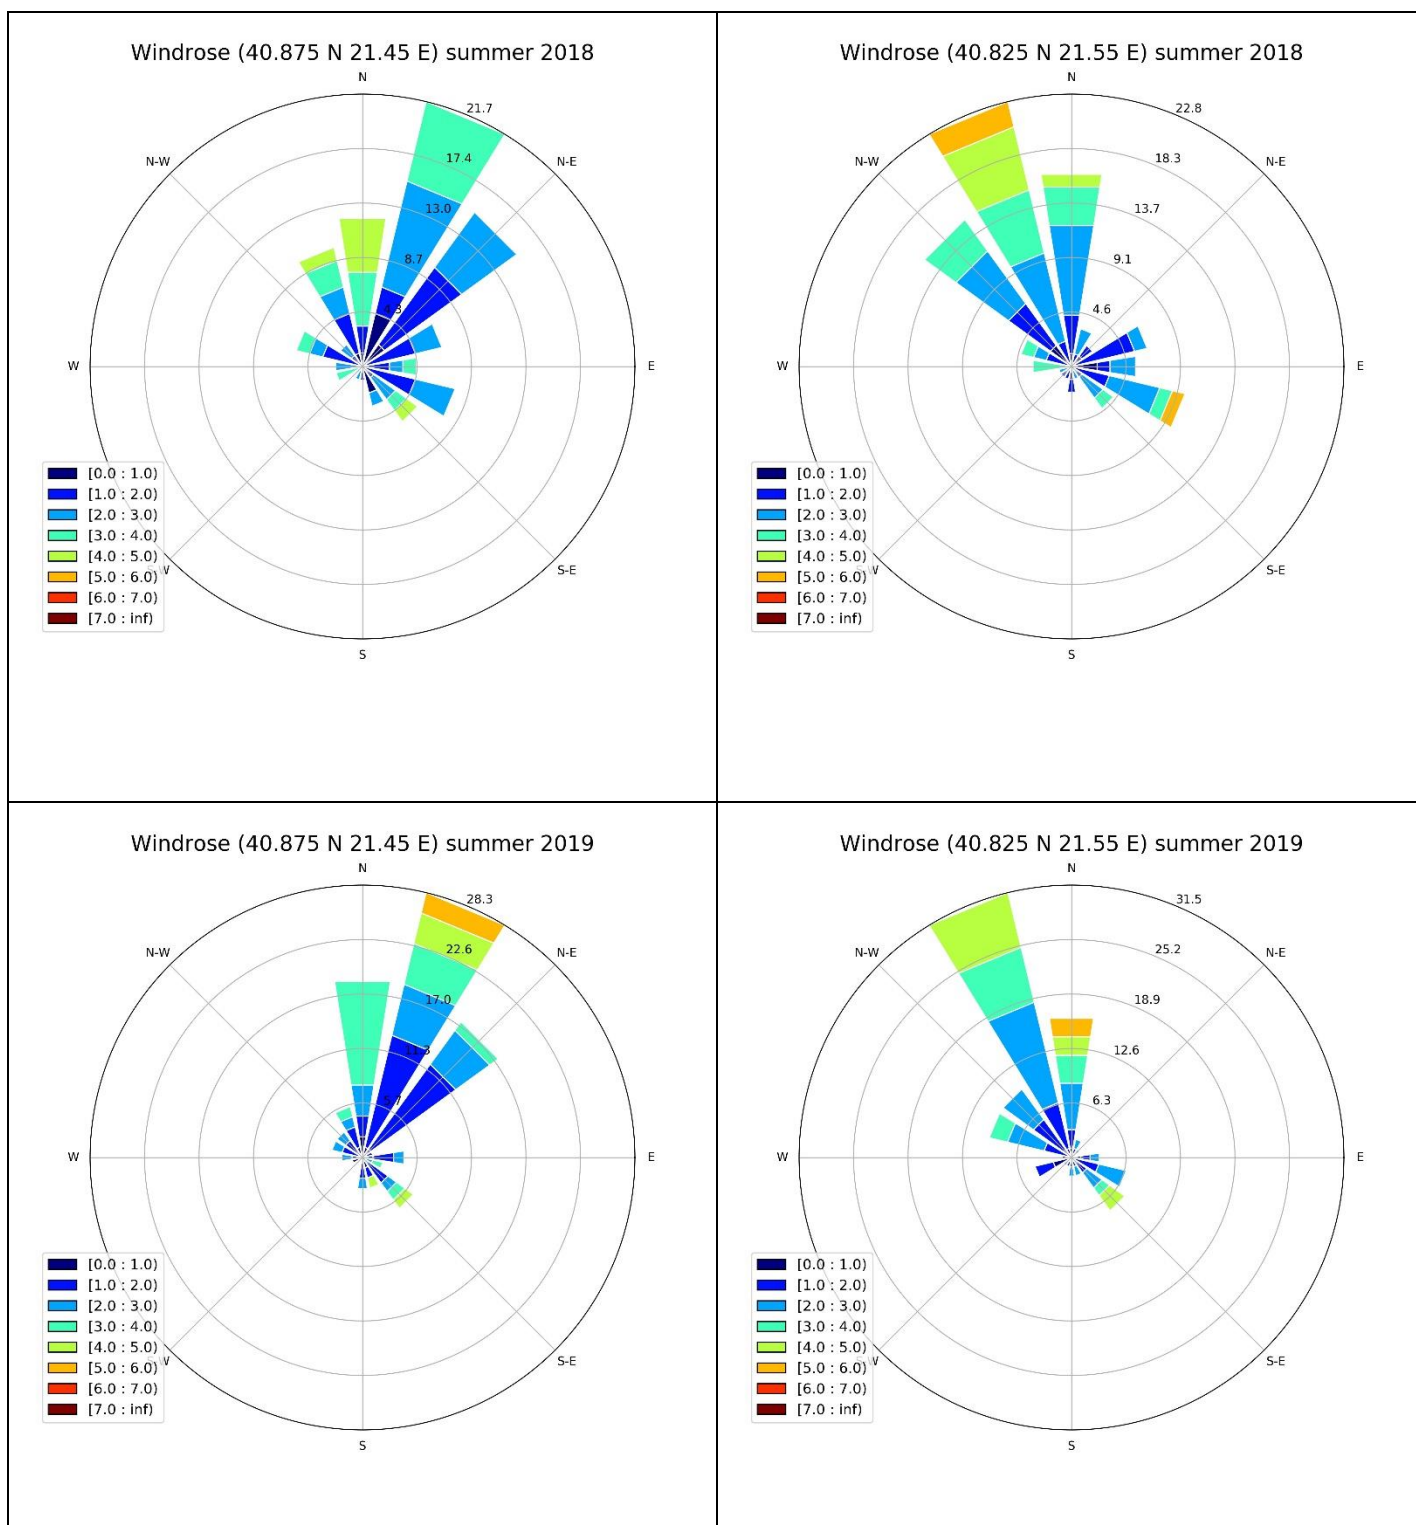 Windrose (40.875 N 21.45 E) summer 2018
N
21.7
N-W
17.4
N-E
13.0
8.7
4.3
W
E
[0.0 : 1.0)
[1.0 : 2.0)
[2.0 : 3.0)
[3.0 : 4.0)
[4.0 : 5.0)
[5.0 : 6.0)
S-W
S-E
[6.0 : 7.0)
[7.0 : inf)
S
Windrose (40.825 N 21.55 E) summer 2018
N
22.8
N-W
18.3
N-E
13.7
9.1
4.6
W
E
[0.0 : 1.0)
[1.0 : 2.0)
[2.0 : 3.0)
[3.0 : 4.0)
[4.0 : 5.0)
[5.0 : 6.0)
S-W
S-E
[6.0 : 7.0)
[7.0 : inf)
S
Windrose (40.875 N 21.45 E) summer 2019
N
28.3
N-W
22.6
N-E
17.0
11.3
5.7
W
E
[0.0 : 1.0)
[1.0 : 2.0)
[2.0 : 3.0)
[3.0 : 4.0)
[4.0 : 5.0)
[5.0 : 6.0)
S-W
S-E
[6.0 : 7.0)
[7.0 : inf)
S
Windrose (40.825 N 21.55 E) summer 2019
N
31.5
N-W
25.2
N-E
18.9
12.6
6.3
W
E
[0.0 : 1.0)
[1.0 : 2.0)
[2.0 : 3.0)
[3.0 : 4.0)
[4.0 : 5.0)
[5.0 : 6.0)
S-W
S-E
[6.0 : 7.0)
[7.0 : inf)
S